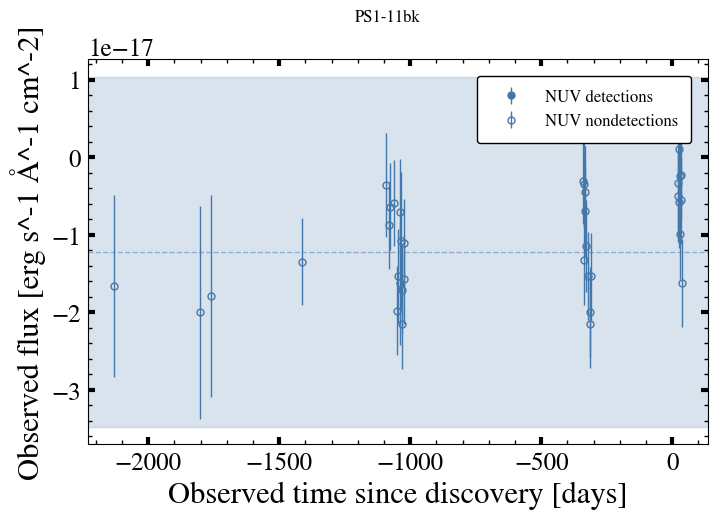 PS1-11bk
1e−17
NUV detections
NUV nondetections
1
0
−1
−2
−3
Observed flux [erg s^-1 Å^-1 cm^-2]
−2000 −1500 −1000 −500 0
Observed time since discovery [days]